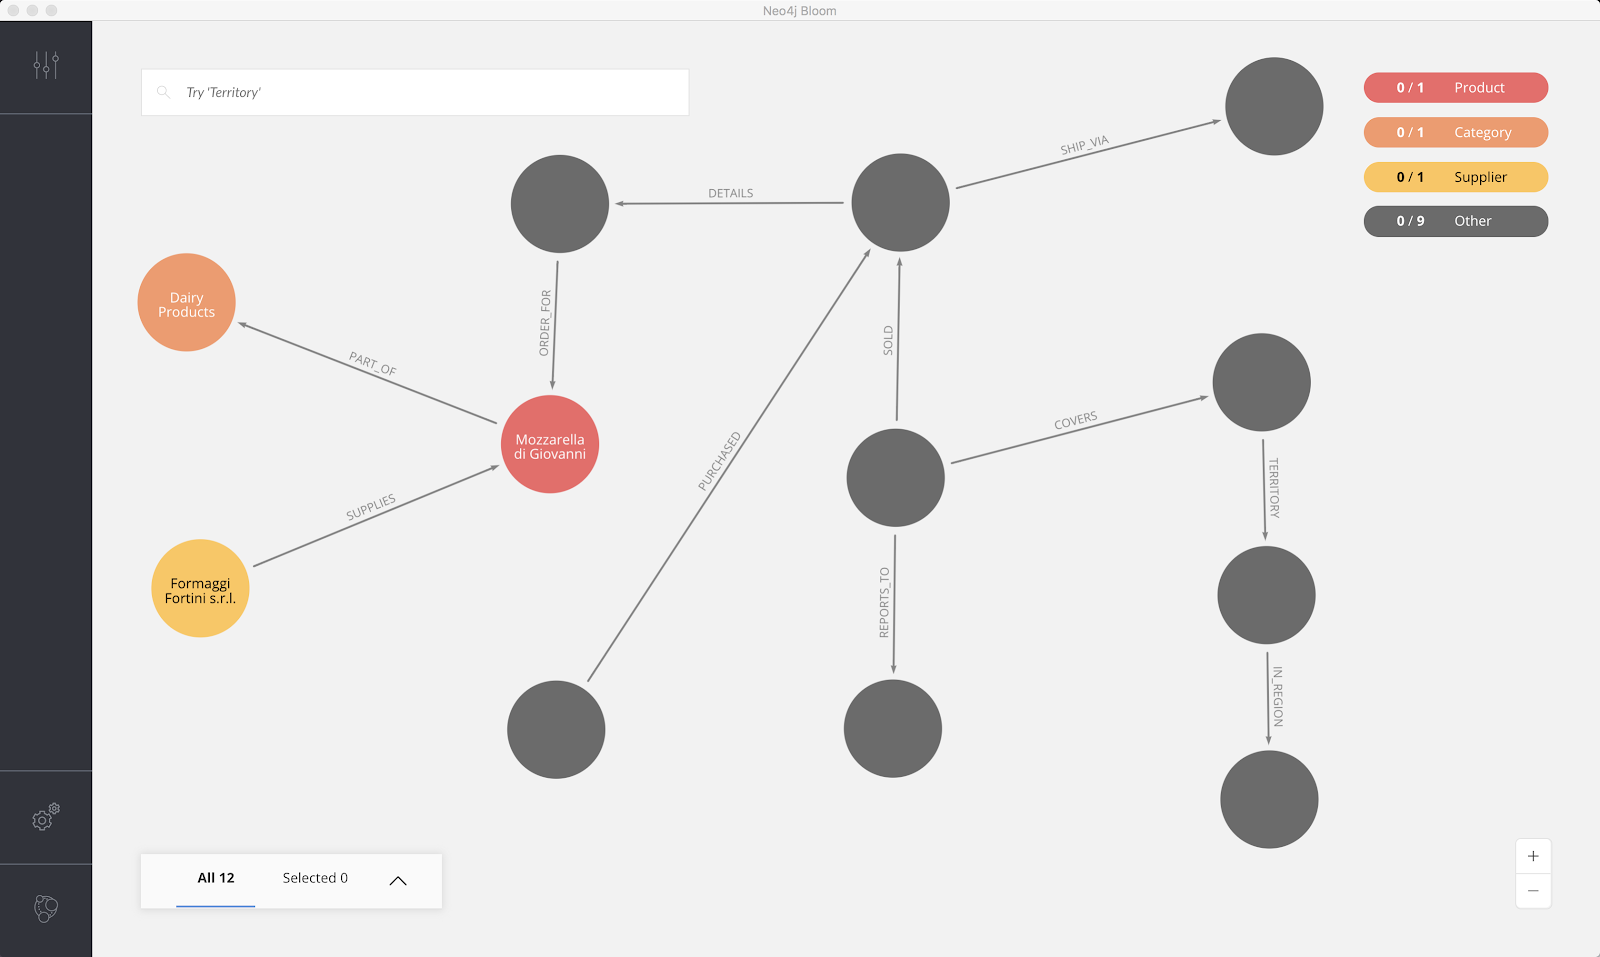 Neo4j Bloom
Try 'Territory'
0 / 1 Product
0 / 1 Category
0 / 1 Supplier
0 / 9 Other
SHIP_VIA
DETAILS
Dairy
Products
ORDER_FOR
SOLD
PART_OF
COVERS
Mozzarella
di Giovanni
PURCHASED
TERRITORY
SUPPLIES
Formaggi
Fortini s.r.l.
REPORTS_TO
IN_REGION
All 12 Selected 0